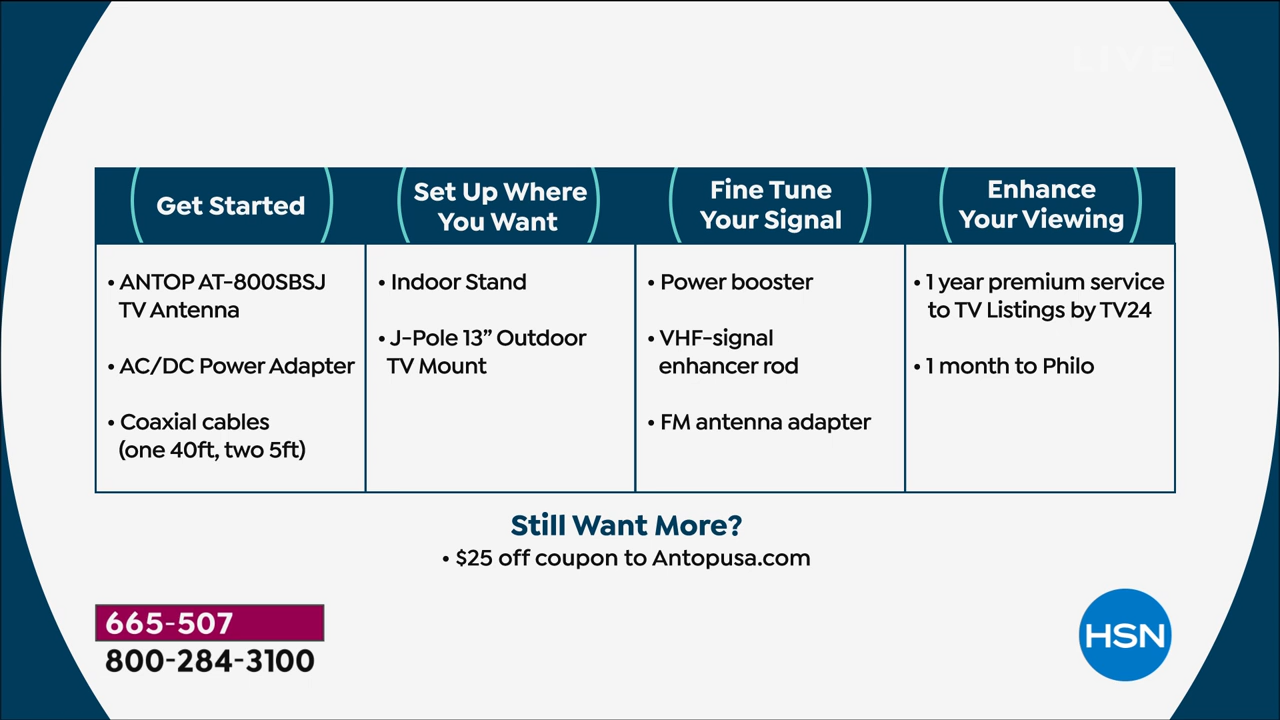 LIVE
Get Started
Set Up Where
You Want
Fine Tune
Your Signal
Enhance
Your Viewing
• ANTOP AT-800SBSJ
TV Antenna
• AC/DC Power Adapter
• Coaxial cables
(one 40ft, two 5ft)
• Indoor Stand
• J-Pole 13” Outdoor
TV Mount
• Power booster
• VHF-signal
enhancer rod
• FM antenna adapter
• 1 year premium service
to TV Listings by TV24
• 1 month to Philo
Still Want More?
• $25 off coupon to Antopusa.com
665-507
800-284-3100
HSN